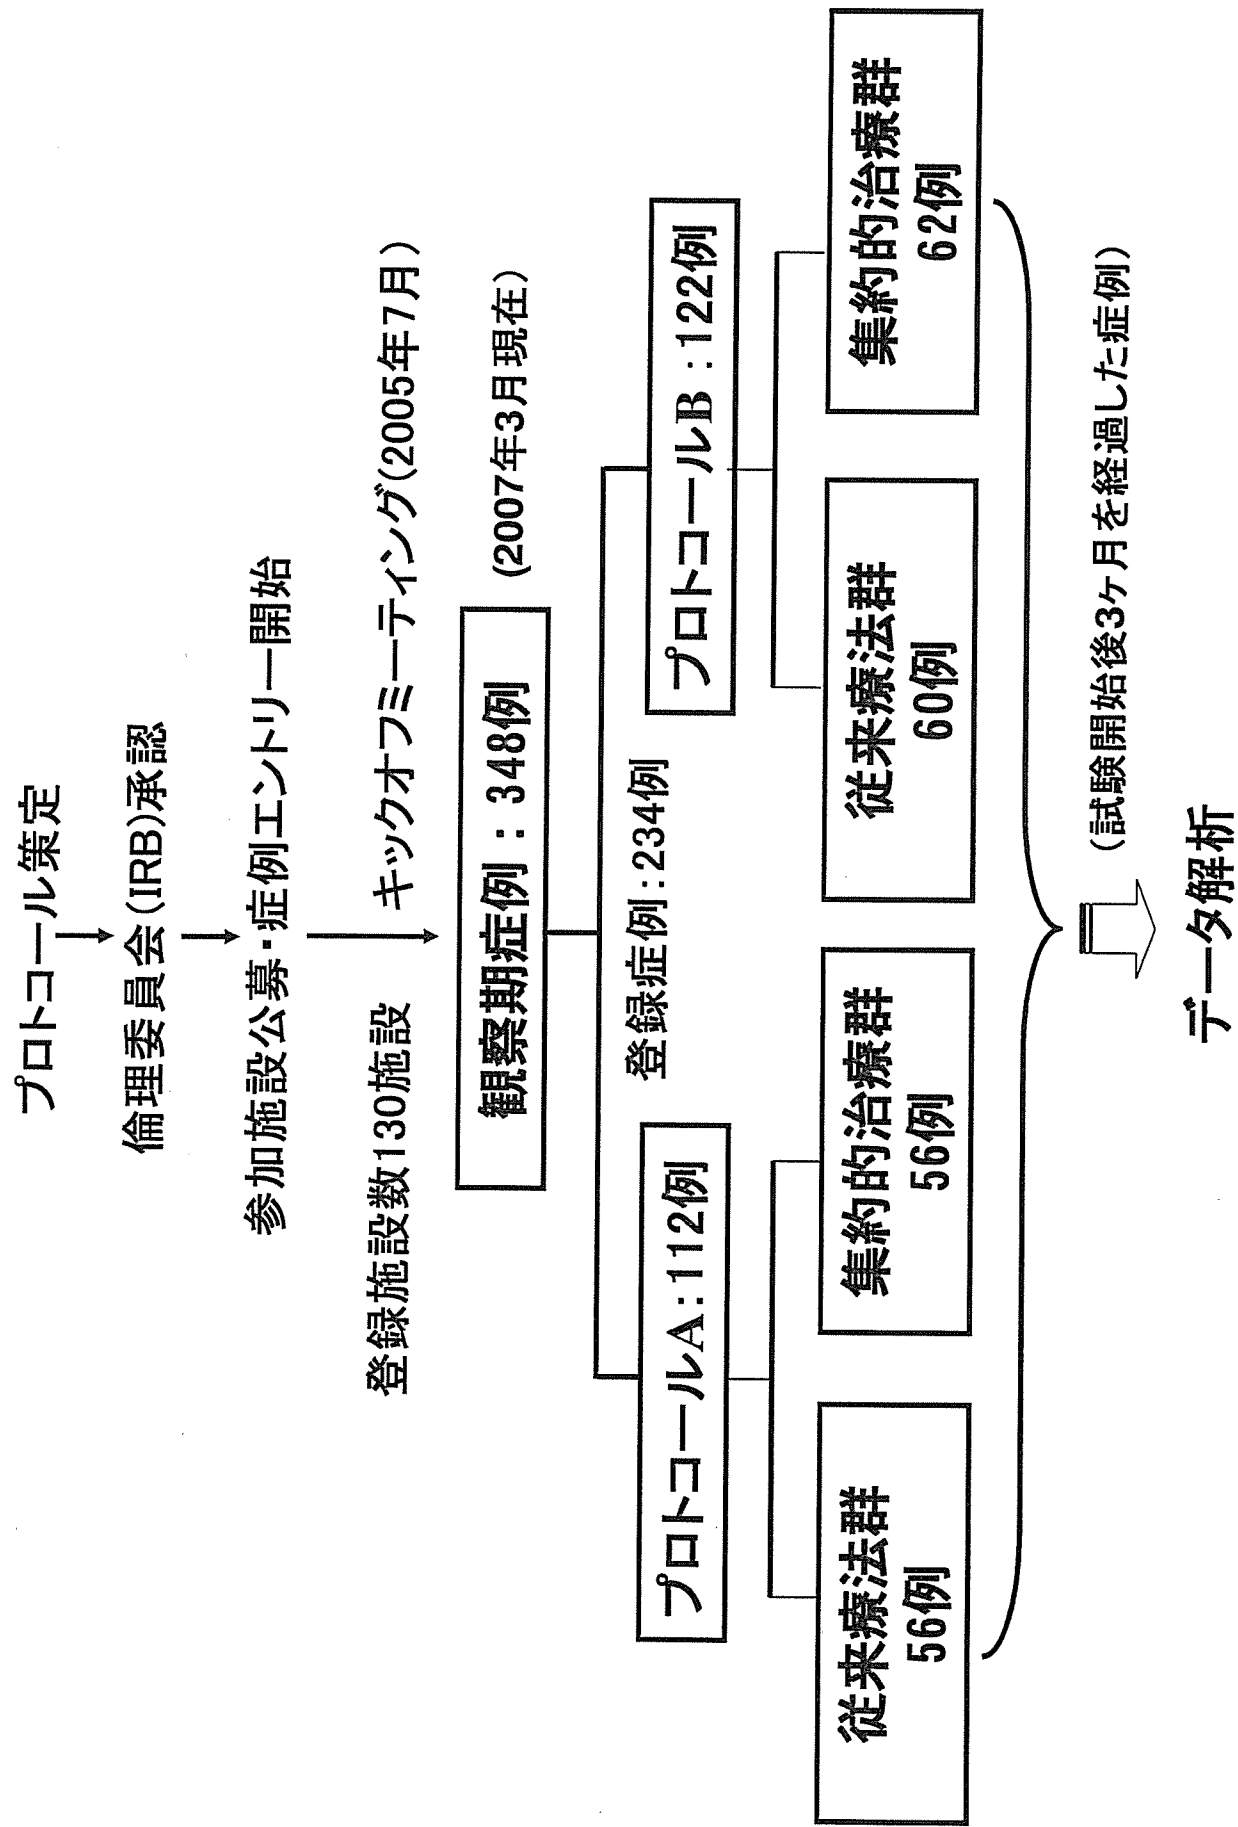 プロトコール策定
倫理委員会(IRB)承認
参加施設公募・症例エントリー開始
登録施設数130施設
キックオフミーティング(2005年7月)
観察期症例：348例
(2007年3月現在)
登録症例：234例
プロトコールA：112例
プロトコールB：122例
従来療法群
56例
集約的治療群
56例
従来療法群
60例
集約的治療群
62例
(試験開始後3ヶ月を経過した症例)
データ解析